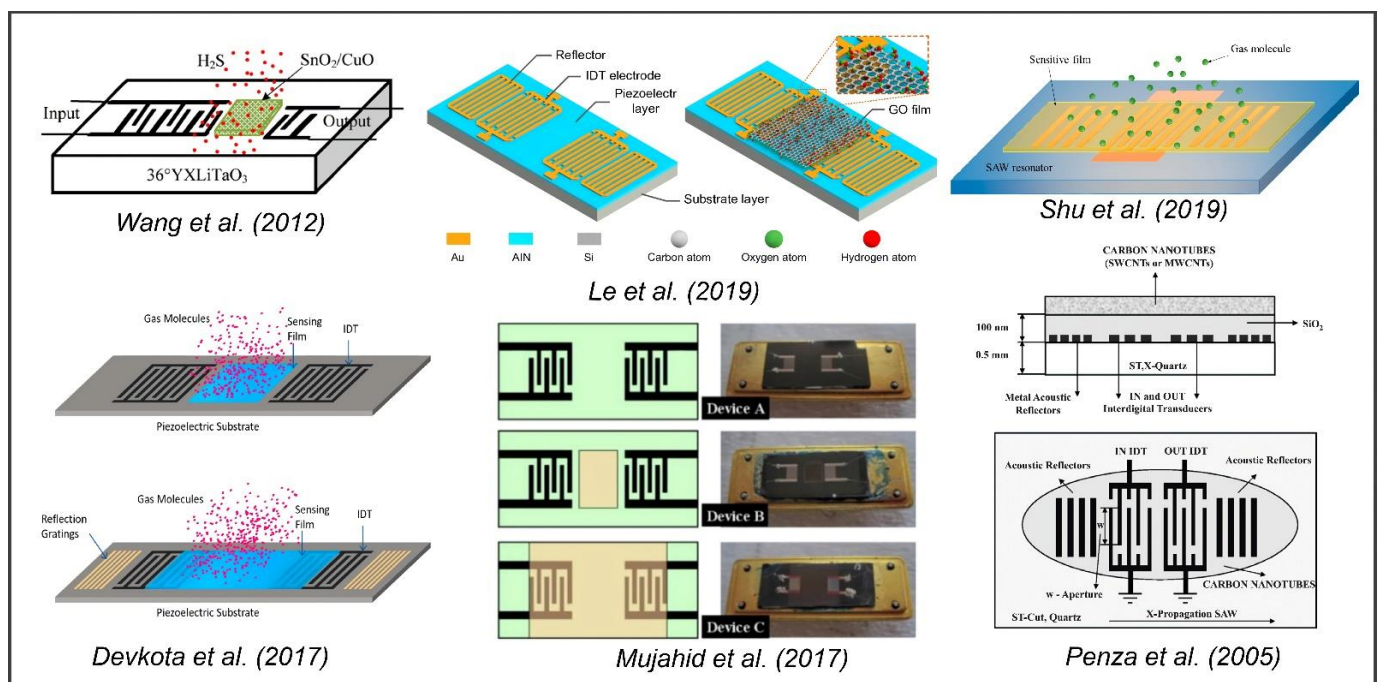 H₂S
SnO₂/CuO
Input
Output
36°YXLiTaO₃
Wang et al. (2012)
Reflector
IDT electrode
Piezoelectr
layer
GO film
Substrate layer
Au
AlN
Si
Carbon atom
Oxygen atom
Hydrogen atom
Le et al. (2019)
Gas molecule
Sensitive film
SAW resonator
Shu et al. (2019)
Gas Molecules
Sensing
Film
IDT
Piezoelectric Substrate
Gas Molecules
Sensing
Film
IDT
Reflection
Gratings
Piezoelectric Substrate
Devkota et al. (2017)
Device A
Device B
Device C
Mujahid et al. (2017)
CARBON NANOTUBES
(SWCNTs or MWCNTs)
100 nm
SiO₂
0.5 mm
ST,X-Quartz
Metal Acoustic
Reflectors
IN and OUT
Interdigital Transducers
IN IDT
OUT IDT
Acoustic Reflectors
Acoustic
Reflectors
w
CARBON NANOTUBES
w - Aperture
ST-Cut, Quartz
X-Propagation SAW
Penza et al. (2005)